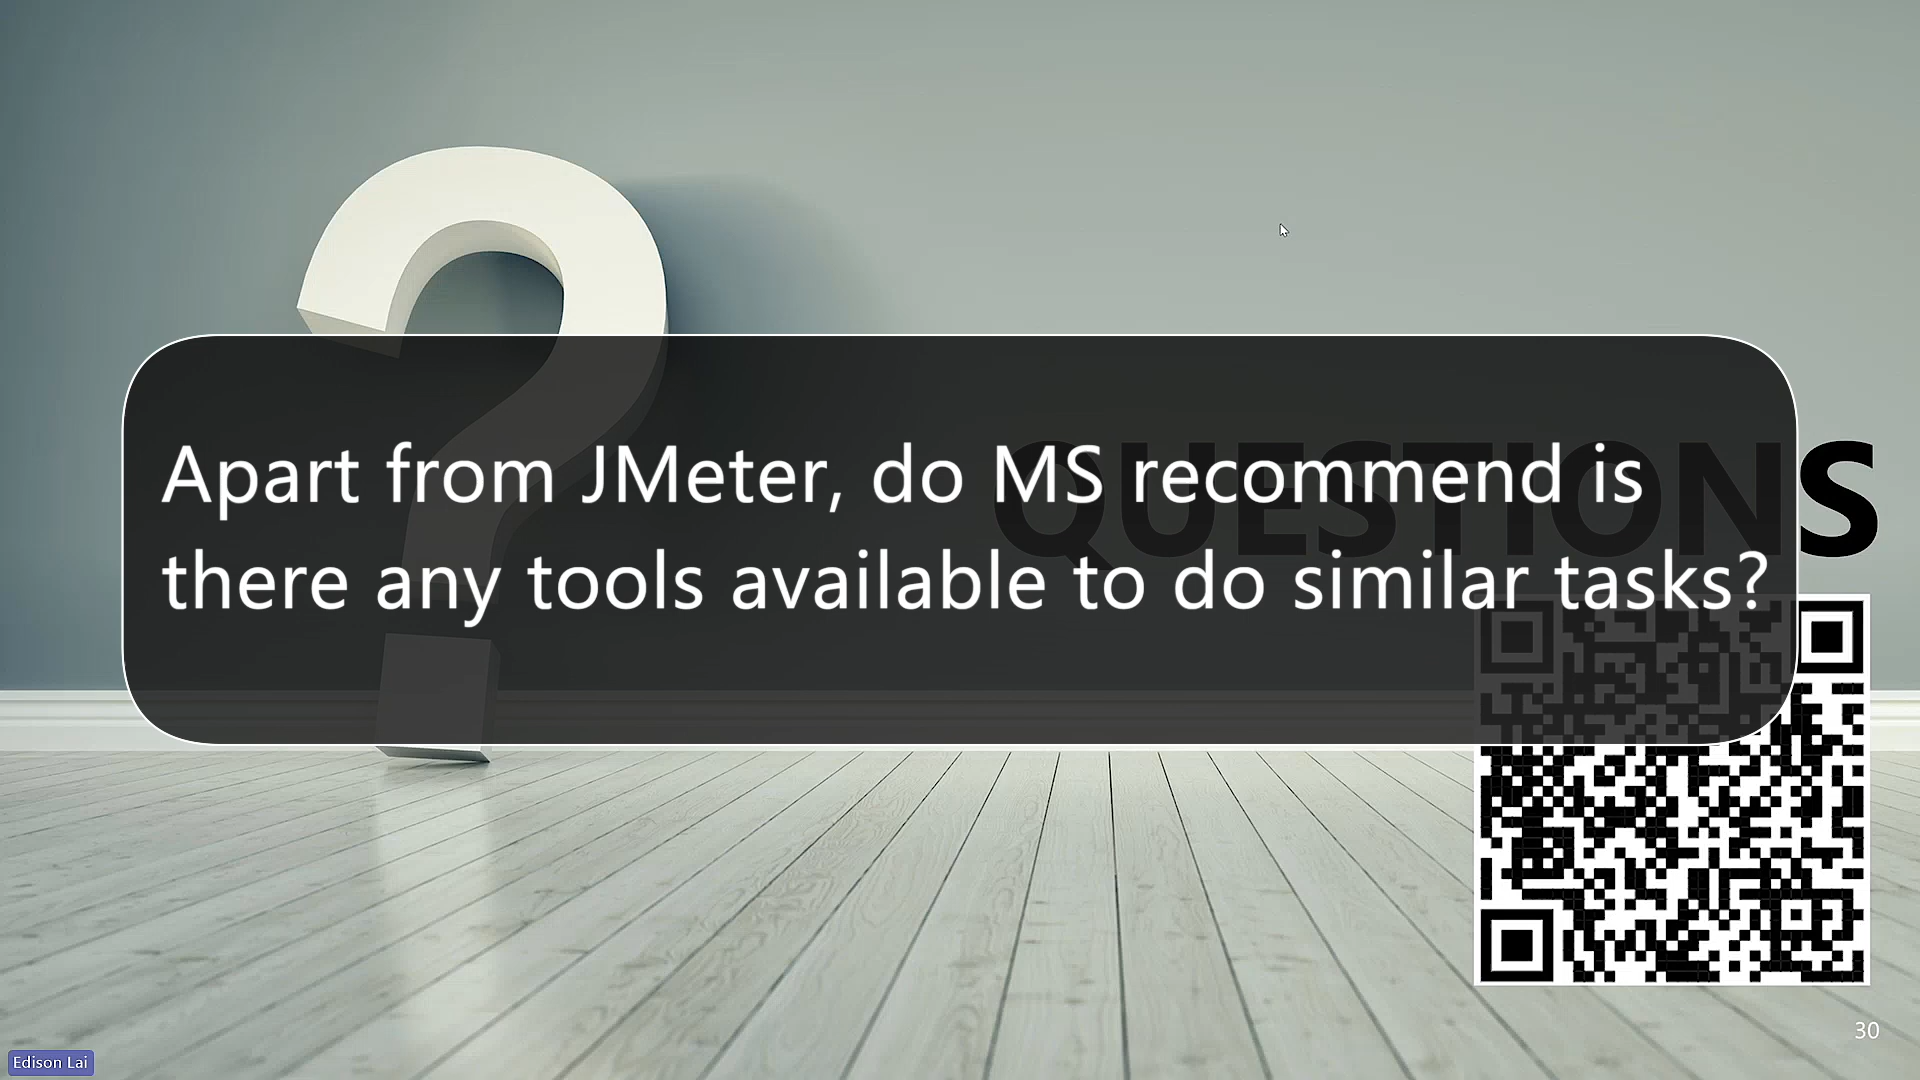 Apart from JMeter, do MS recommend is
there any tools available to do similar tasks?
QUESTIONS
30
Edison Lai